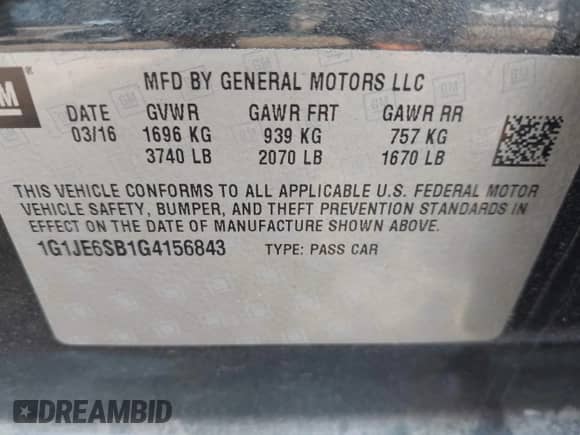 GM ®
MFD BY GENERAL MOTORS LLC
DATE GVWR GAWR FRT GAWR RR
03/16 1696 KG 939 KG 757 KG
3740 LB 2070 LB 1670 LB
THIS VEHICLE CONFORMS TO ALL APPLICABLE U.S. FEDERAL MOTOR
VEHICLE SAFETY, BUMPER, AND THEFT PREVENTION STANDARDS IN
EFFECT ON THE DATE OF MANUFACTURE SHOWN ABOVE.
1G1JE6SB1G4156843 TYPE: PASS CAR
DREAMBID